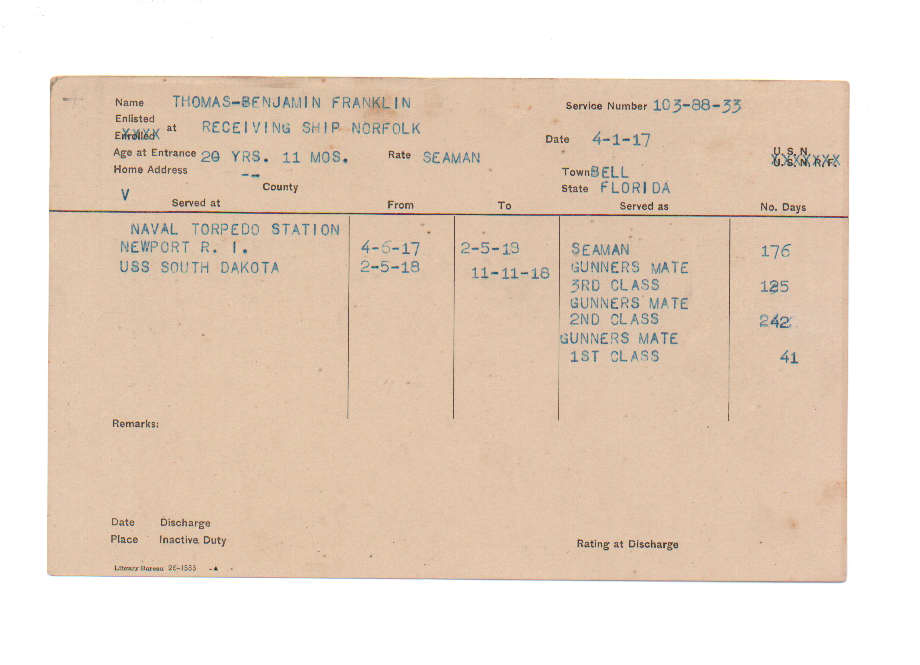 Name THOMAS-BENJAMIN FRANKLIN Service Number 103-88-33
Enlisted
Enrolled at RECEIVING SHIP NORFOLK Date 4-1-17
U.S.N.
Age at Entrance 20 YRS. 11 MOS. Rate SEAMAN U.S.N.R.F.
Home Address -- Town BELL
County State FLORIDA
V
Served at From To Served as No. Days
NAVAL TORPEDO STATION
NEWPORT R. I. 4-6-17 2-5-18 SEAMAN 176
USS SOUTH DAKOTA 2-5-18 11-11-18 GUNNERS MATE
3RD CLASS 125
GUNNERS MATE
2ND CLASS 242
GUNNERS MATE
1ST CLASS 41
Remarks:
Date Discharge
Place Inactive Duty Rating at Discharge
Library Bureau 26-1553